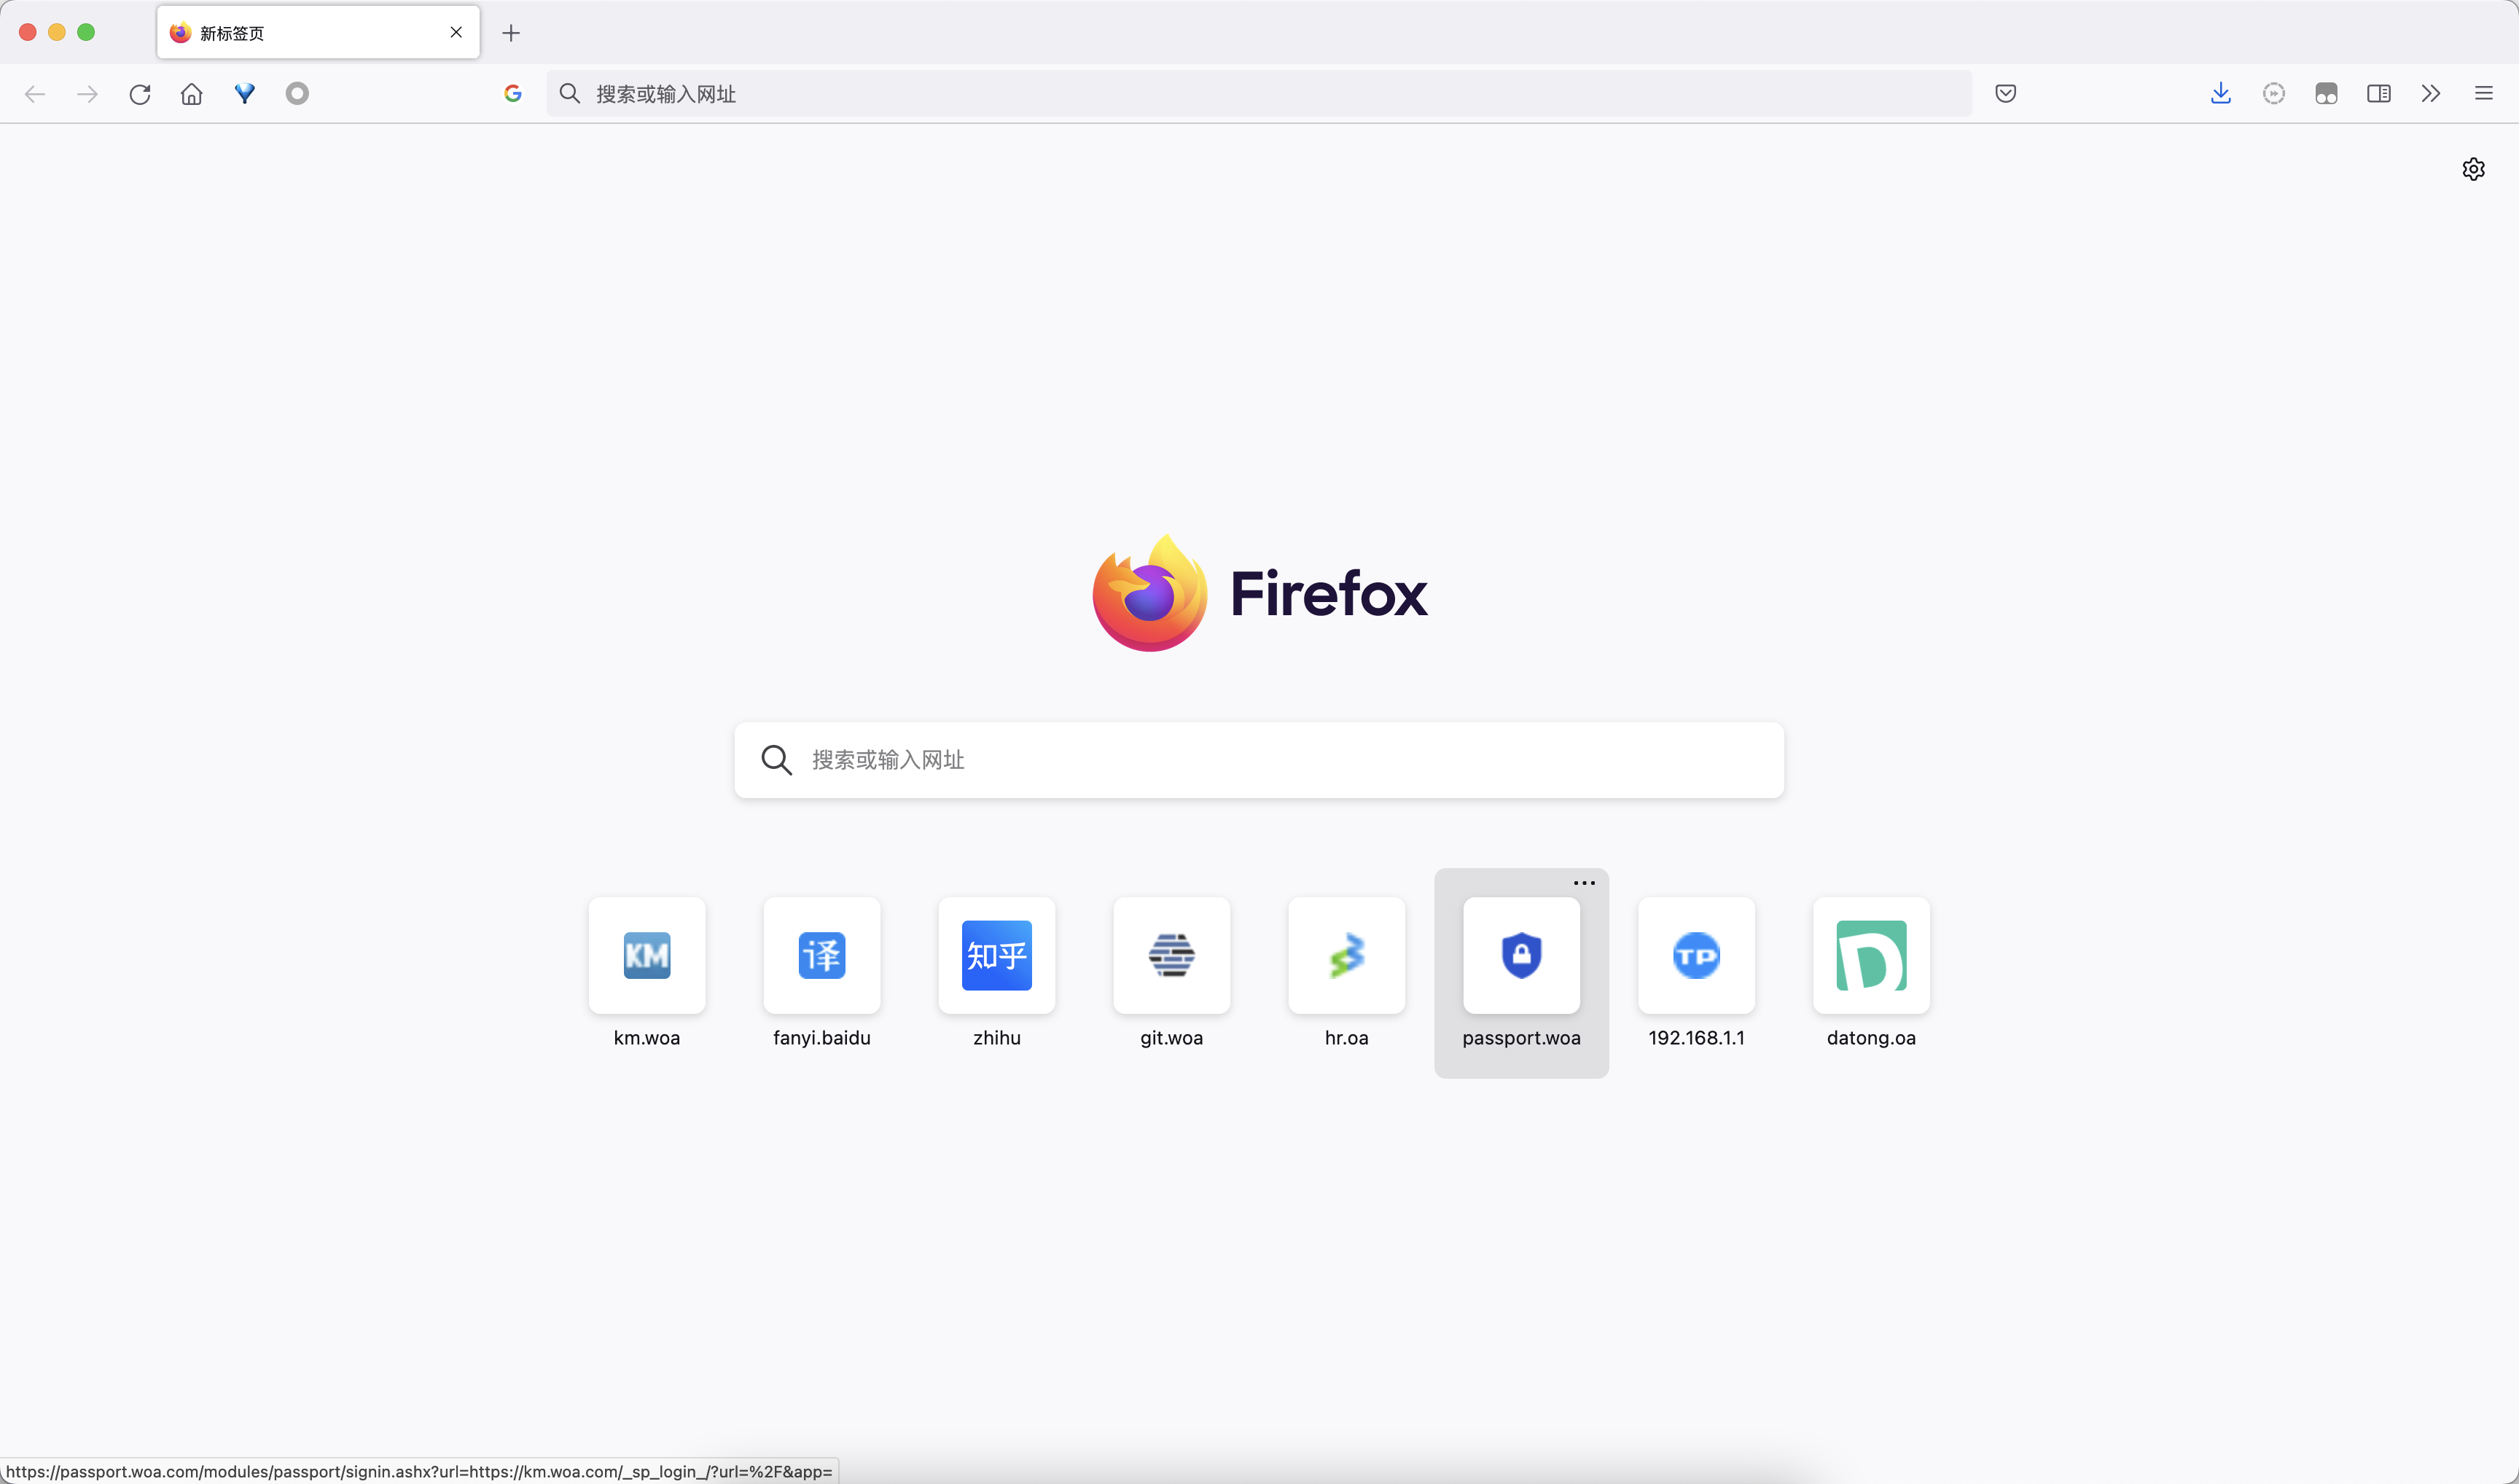 新标签页
搜索或输入网址
Firefox
搜索或输入网址
KM
译
知乎
TP
D
km.woa
fanyi.baidu
zhihu
git.woa
hr.oa
passport.woa
192.168.1.1
datong.oa
https://passport.woa.com/modules/passport/signin.ashx?url=https://km.woa.com/_sp_login_/?url=%2F&app=